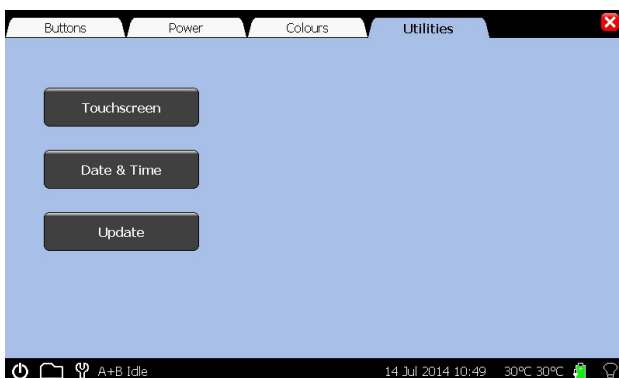 Buttons Power Colours Utilities
Touchscreen
Date & Time
Update
A+B Idle 14 Jul 2014 10:49 30°C 30°C